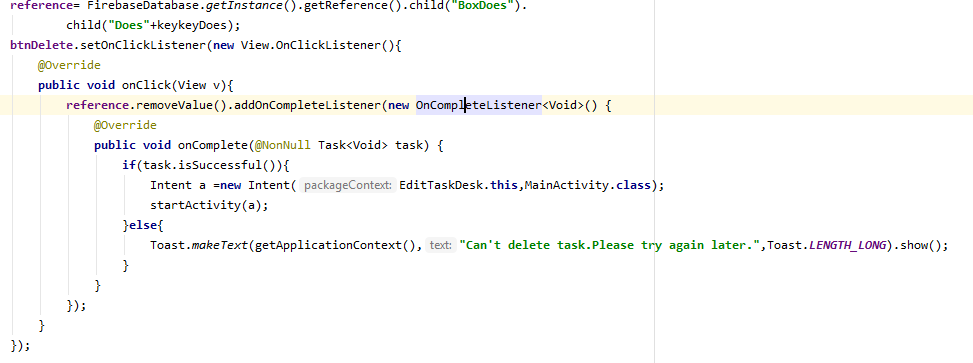 reference= FirebaseDatabase.getInstance().getReference().child("BoxDoes").
child("Does"+keykeyDoes);
btnDelete.setOnClickListener(new View.OnClickListener(){
@Override
public void onClick(View v){
reference.removeValue().addOnCompleteListener(new OnCompleteListener<Void>() {
@Override
public void onComplete(@NonNull Task<Void> task) {
if(task.isSuccessful()){
Intent a =new Intent( packageContext: EditTaskDesk.this,MainActivity.class);
startActivity(a);
}else{
Toast.makeText(getApplicationContext(), text: "Can't delete task.Please try again later.",Toast.LENGTH_LONG).show();
}
}
});
}
});